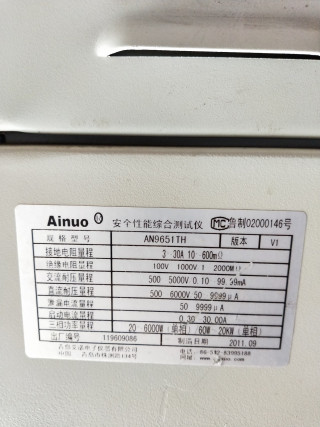 Ainuo 安全性能综合测试仪 MC 鲁制02000146号
规格型号 AN9651TH 版本 V1
接地电阻量程 3 30A 10 600mΩ
绝缘电阻量程 100V 1000V 1 2000MΩ
交流耐压量程 500 5000V 0.10 99.99mA
直流耐压量程 500 6000V 50 9999μA
泄漏电流量程 50 9999μA
启动电流量程 0.30 30.00A
三相功率量程 20 6000W(单相) 60W 20KW(单相)
出厂编号 119609086 制造日期 2011.09
中国
电话:
网址: